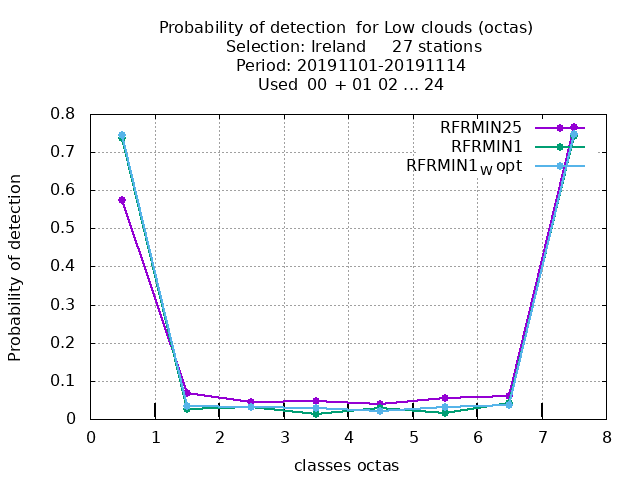 Probability of detection  for Low clouds (octas)
Selection: Ireland     27 stations
Period: 20191101-20191114
Used  00  + 01 02 ... 24
RFRMIN25
RFRMIN1
RFRMIN1w opt
Probability of detection
0.8
0.7
0.6
0.5
0.4
0.3
0.2
0.1
0
0 1 2 3 4 5 6 7 8
classes octas